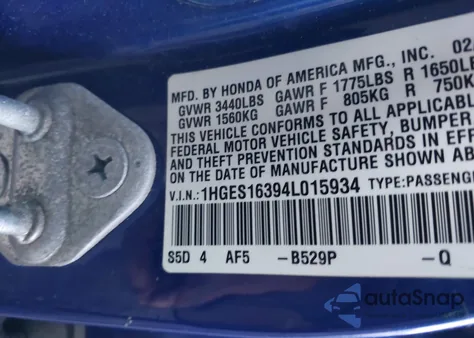 MFD. BY HONDA OF AMERICA MFG., INC. 02
GVWR 3440LBS GAWR F 1775LBS R 1650LB
GVWR 1560KG GAWR F 805KG R 750K
THIS VEHICLE CONFORMS TO ALL APPLICABLE
FEDERAL MOTOR VEHICLE SAFETY, BUMPER
AND THEFT PREVENTION STANDARDS IN EFFE
ON THE DATE OF MANUFACTURE SHOWN AB
V.I.N.: 1HGES16394L015934 TYPE:PASSENG
S5D 4 AF5 -B529P -Q
autoSnap